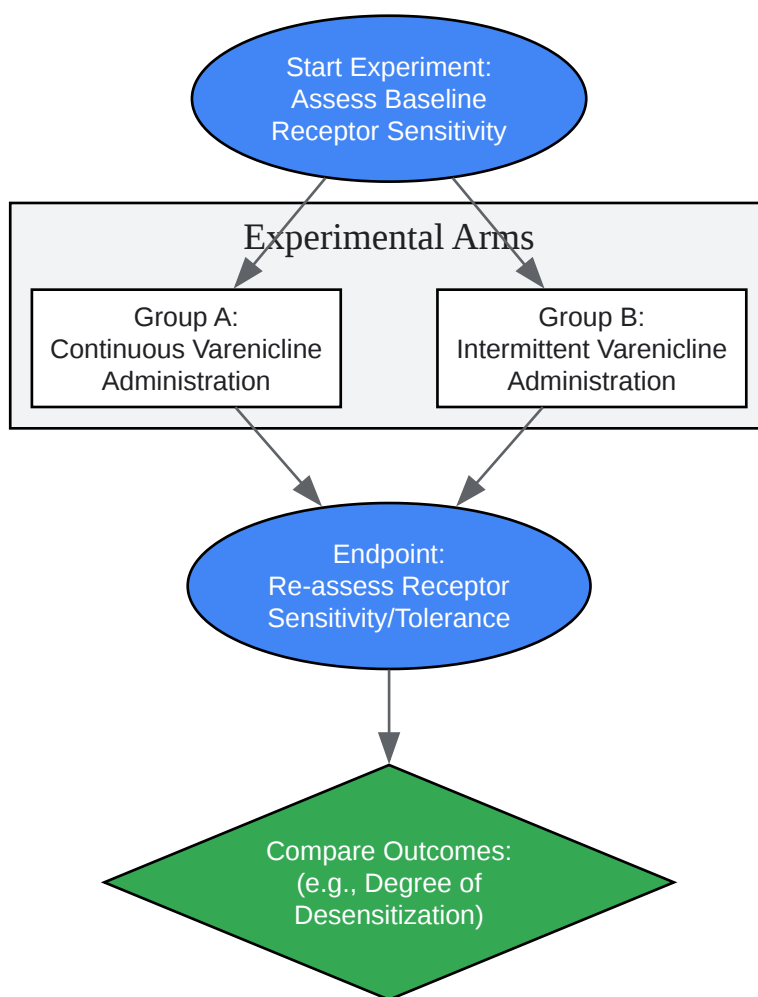 Start Experiment:
Assess Baseline
Receptor Sensitivity
Experimental Arms
Group A:
Continuous Varenicline
Administration
Group B:
Intermittent Varenicline
Administration
Endpoint:
Re-assess Receptor
Sensitivity/Tolerance
Compare Outcomes:
(e.g., Degree of
Desensitization)